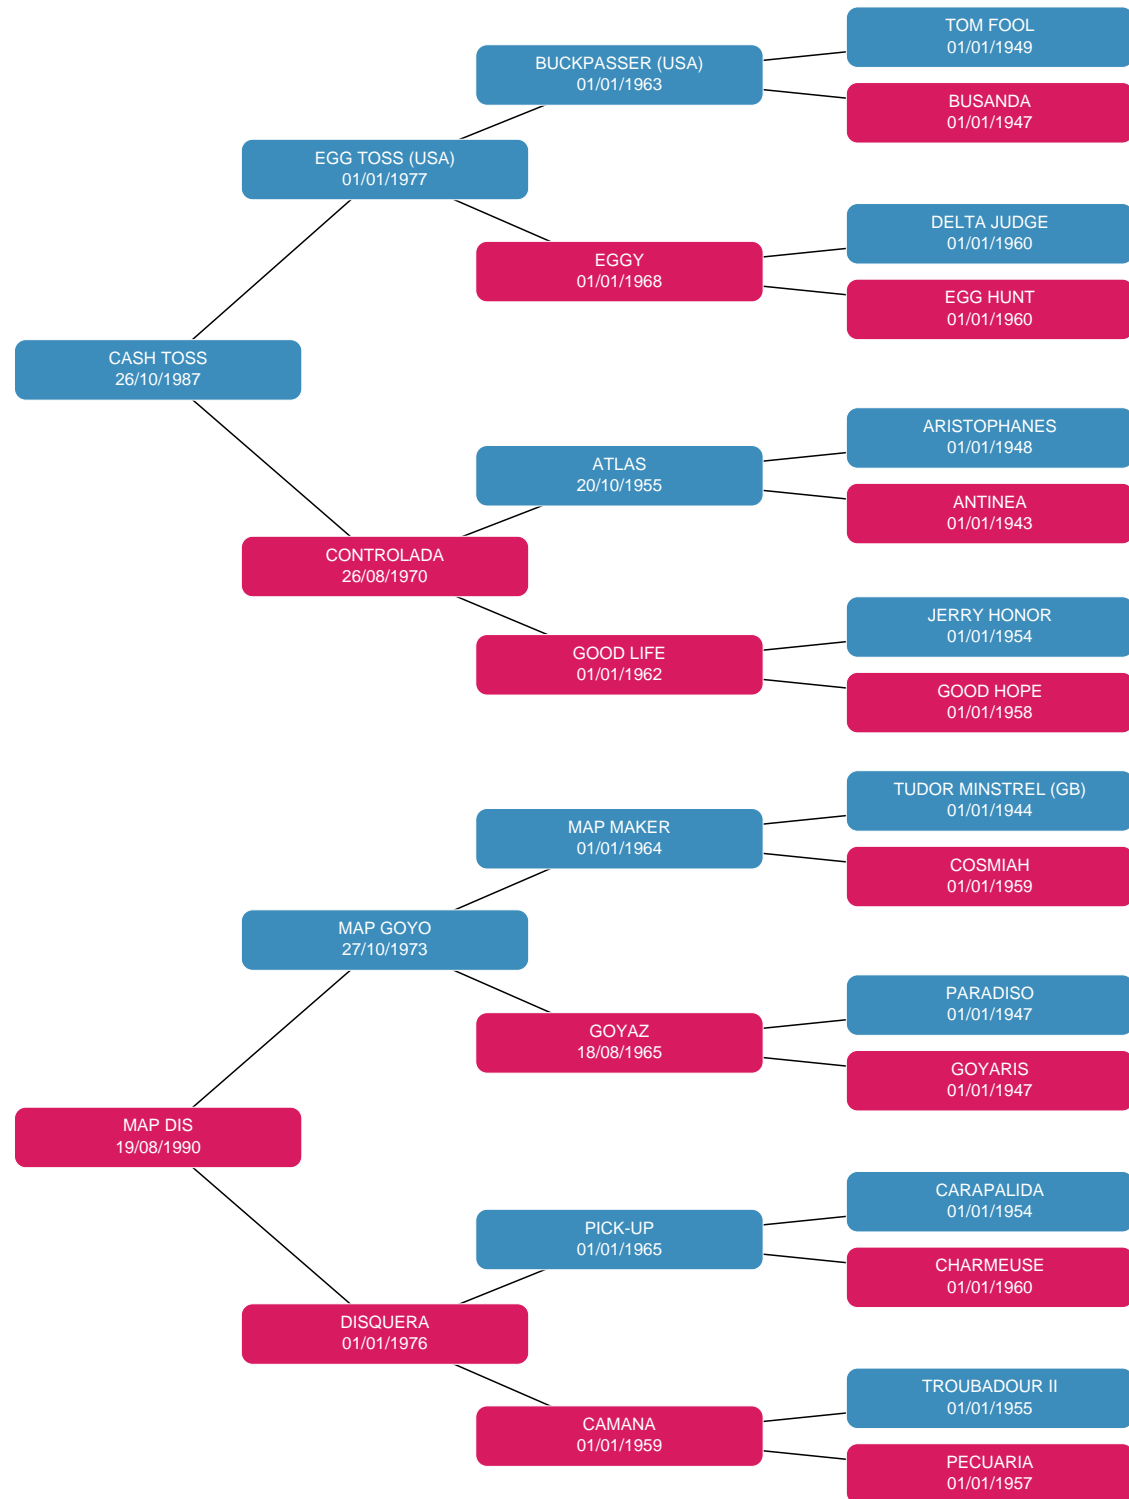 TOM FOOL
01/01/1949
BUCKPASSER (USA)
01/01/1963
BUSANDA
01/01/1947
EGG TOSS (USA)
01/01/1977
DELTA JUDGE
01/01/1960
EGGY
01/01/1968
EGG HUNT
01/01/1960
CASH TOSS
26/10/1987
ARISTOPHANES
01/01/1948
ATLAS
20/10/1955
ANTINEA
01/01/1943
CONTROLADA
26/08/1970
JERRY HONOR
01/01/1954
GOOD LIFE
01/01/1962
GOOD HOPE
01/01/1958
TUDOR MINSTREL (GB)
01/01/1944
MAP MAKER
01/01/1964
COSMIAH
01/01/1959
MAP GOYO
27/10/1973
PARADISO
01/01/1947
GOYAZ
18/08/1965
GOYARIS
01/01/1947
MAP DIS
19/08/1990
CARAPALIDA
01/01/1954
PICK-UP
01/01/1965
CHARMEUSE
01/01/1960
DISQUERA
01/01/1976
TROUBADOUR II
01/01/1955
CAMANA
01/01/1959
PECUARIA
01/01/1957